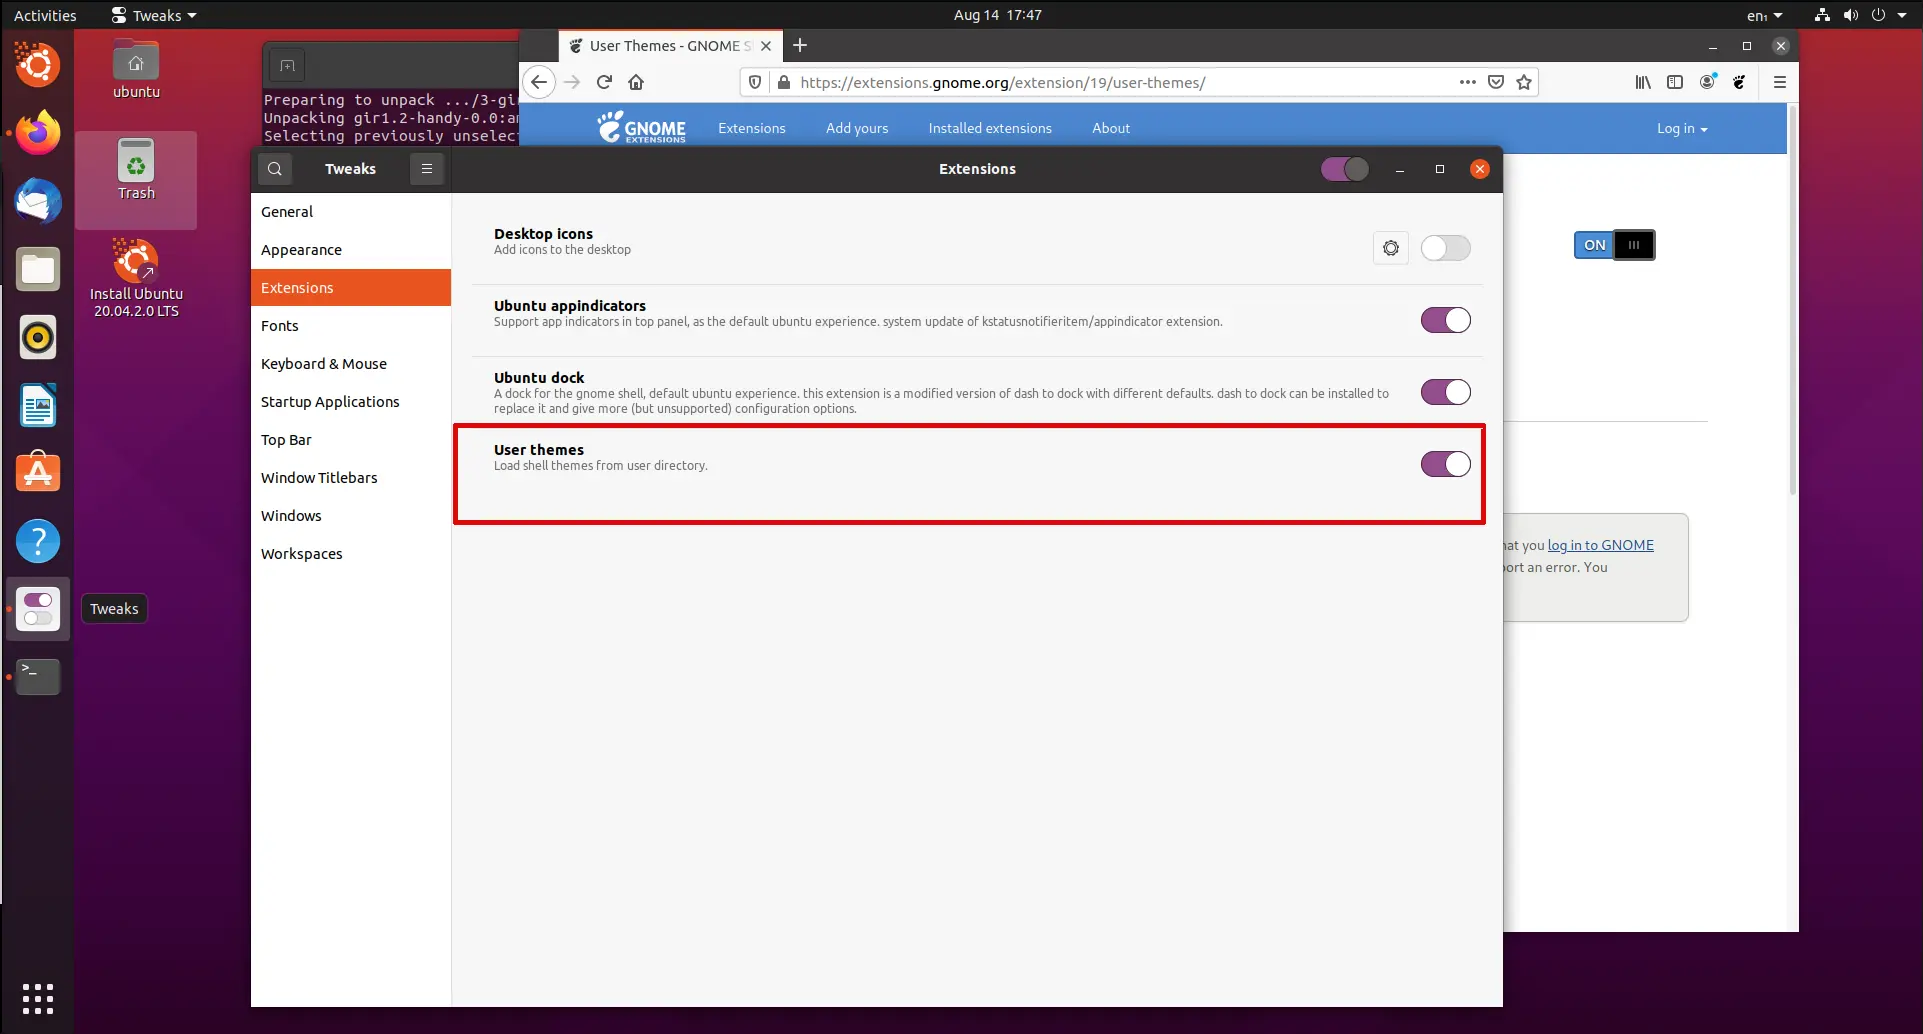 Activities
Tweaks
Aug 14 17:47
en₁
ubuntu
Trash
Install Ubuntu
20.04.2.0 LTS
Tweaks
Preparing to unpack .../3-gi
Unpacking gir1.2-handy-0.0:a
Selecting previously unselec
User Themes - GNOME S
https://extensions.gnome.org/extension/19/user-themes/
GNOME
EXTENSIONS
Extensions
Add yours
Installed extensions
About
Log in
ON
Tweaks
Extensions
General
Appearance
Extensions
Fonts
Keyboard & Mouse
Startup Applications
Top Bar
Window Titlebars
Windows
Workspaces
Desktop icons
Add icons to the desktop
Ubuntu appindicators
Support app indicators in top panel, as the default ubuntu experience. system update of kstatusnotifieritem/appindicator extension.
Ubuntu dock
A dock for the gnome shell, default ubuntu experience. this extension is a modified version of dash to dock with different defaults. dash to dock can be installed to
replace it and give more (but unsupported) configuration options.
User themes
Load shell themes from user directory.
hat you log in to GNOME
ort an error. You